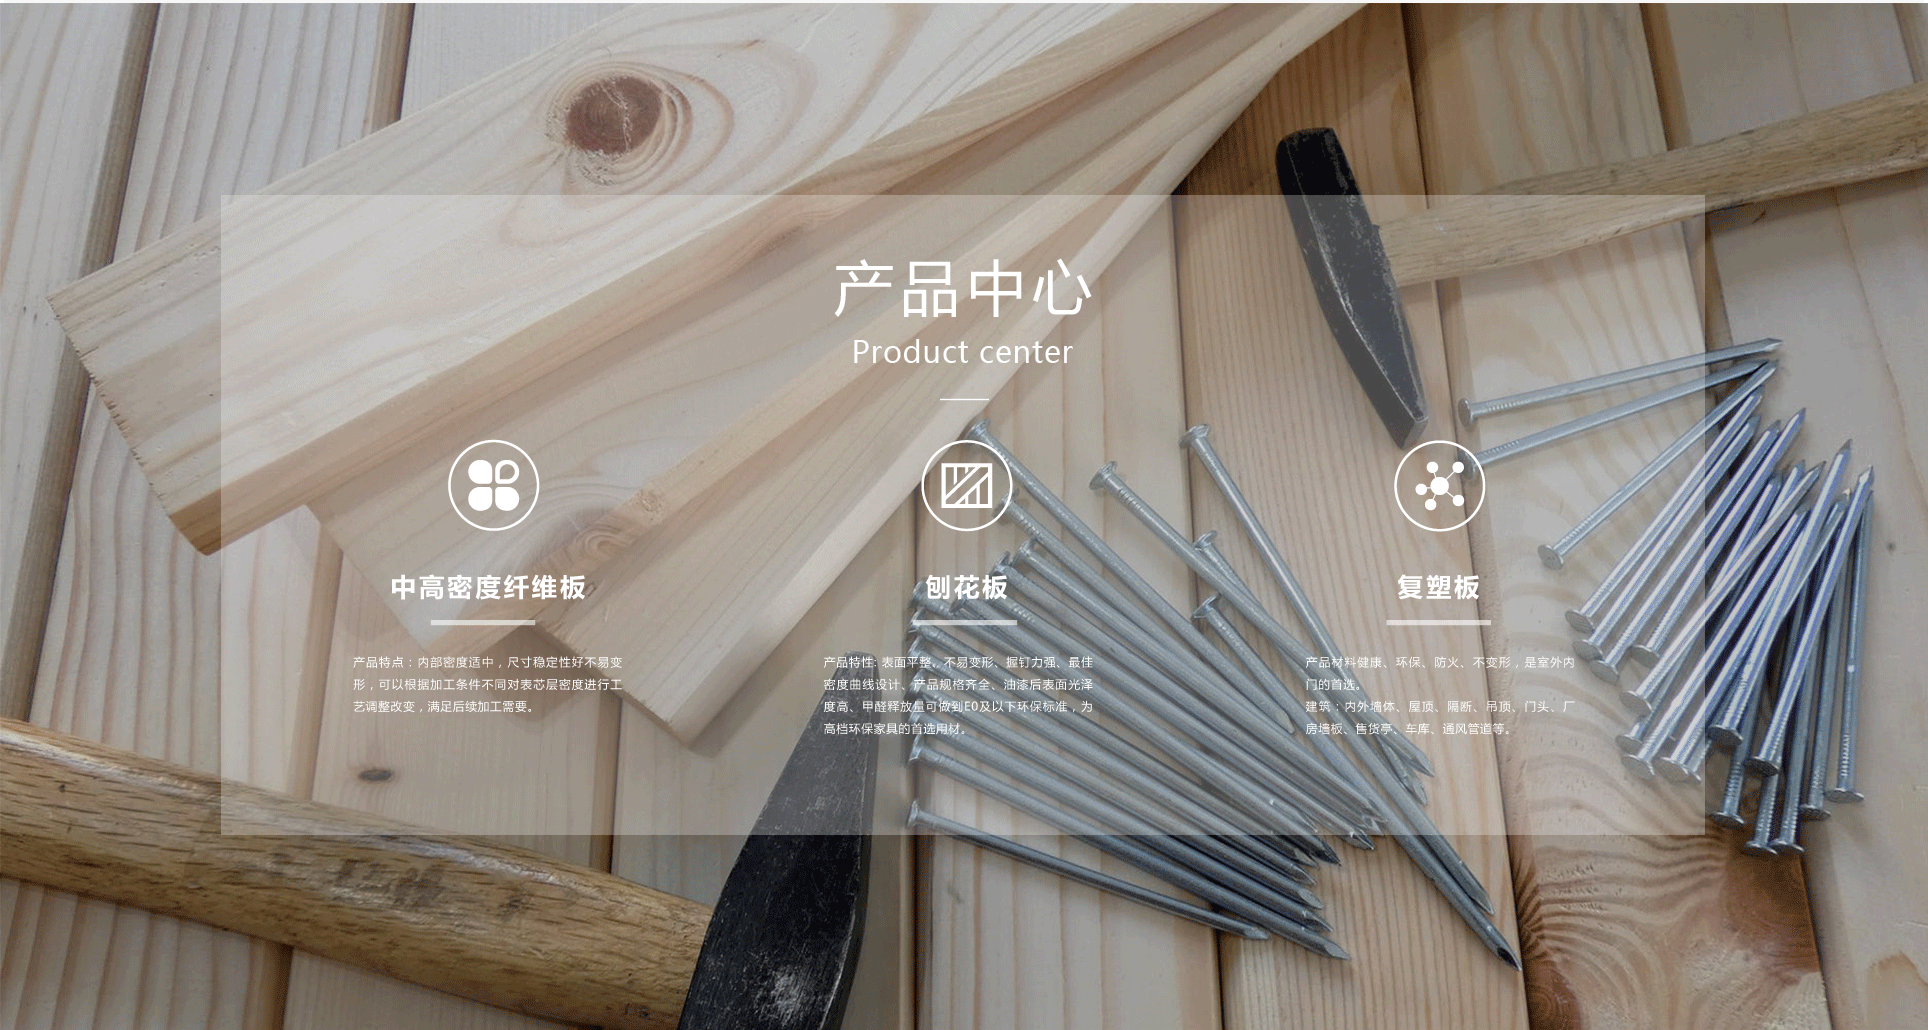 产品中心
Product center
中高密度纤维板
产品特点：内部密度适中，尺寸稳定性好不易变
形，可以根据加工条件不同对表芯层密度进行工
艺调整改变，满足后续加工需要。
刨花板
产品特性: 表面平整、不易变形、握钉力强、最佳
密度曲线设计、产品规格齐全、油漆后表面光泽
度高、甲醛释放量可做到E0及以下环保标准，为
高档环保家具的首选用材。
复塑板
产品材料健康、环保、防火、不变形，是室外内
门的首选。
建筑：内外墙体、屋顶、隔断、吊顶、门头、厂
房墙板、售货亭、车库、通风管道等。